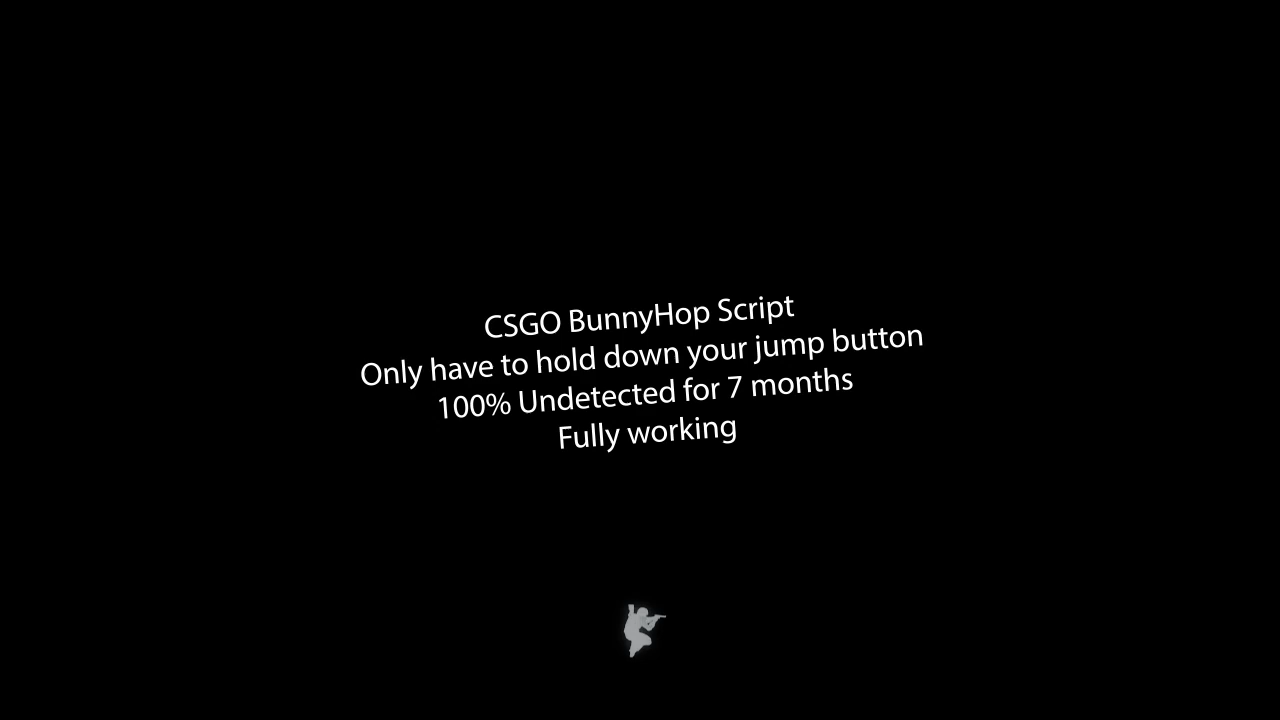 CSGO BunnyHop Script
Only have to hold down your jump button
100% Undetected for 7 months
Fully working